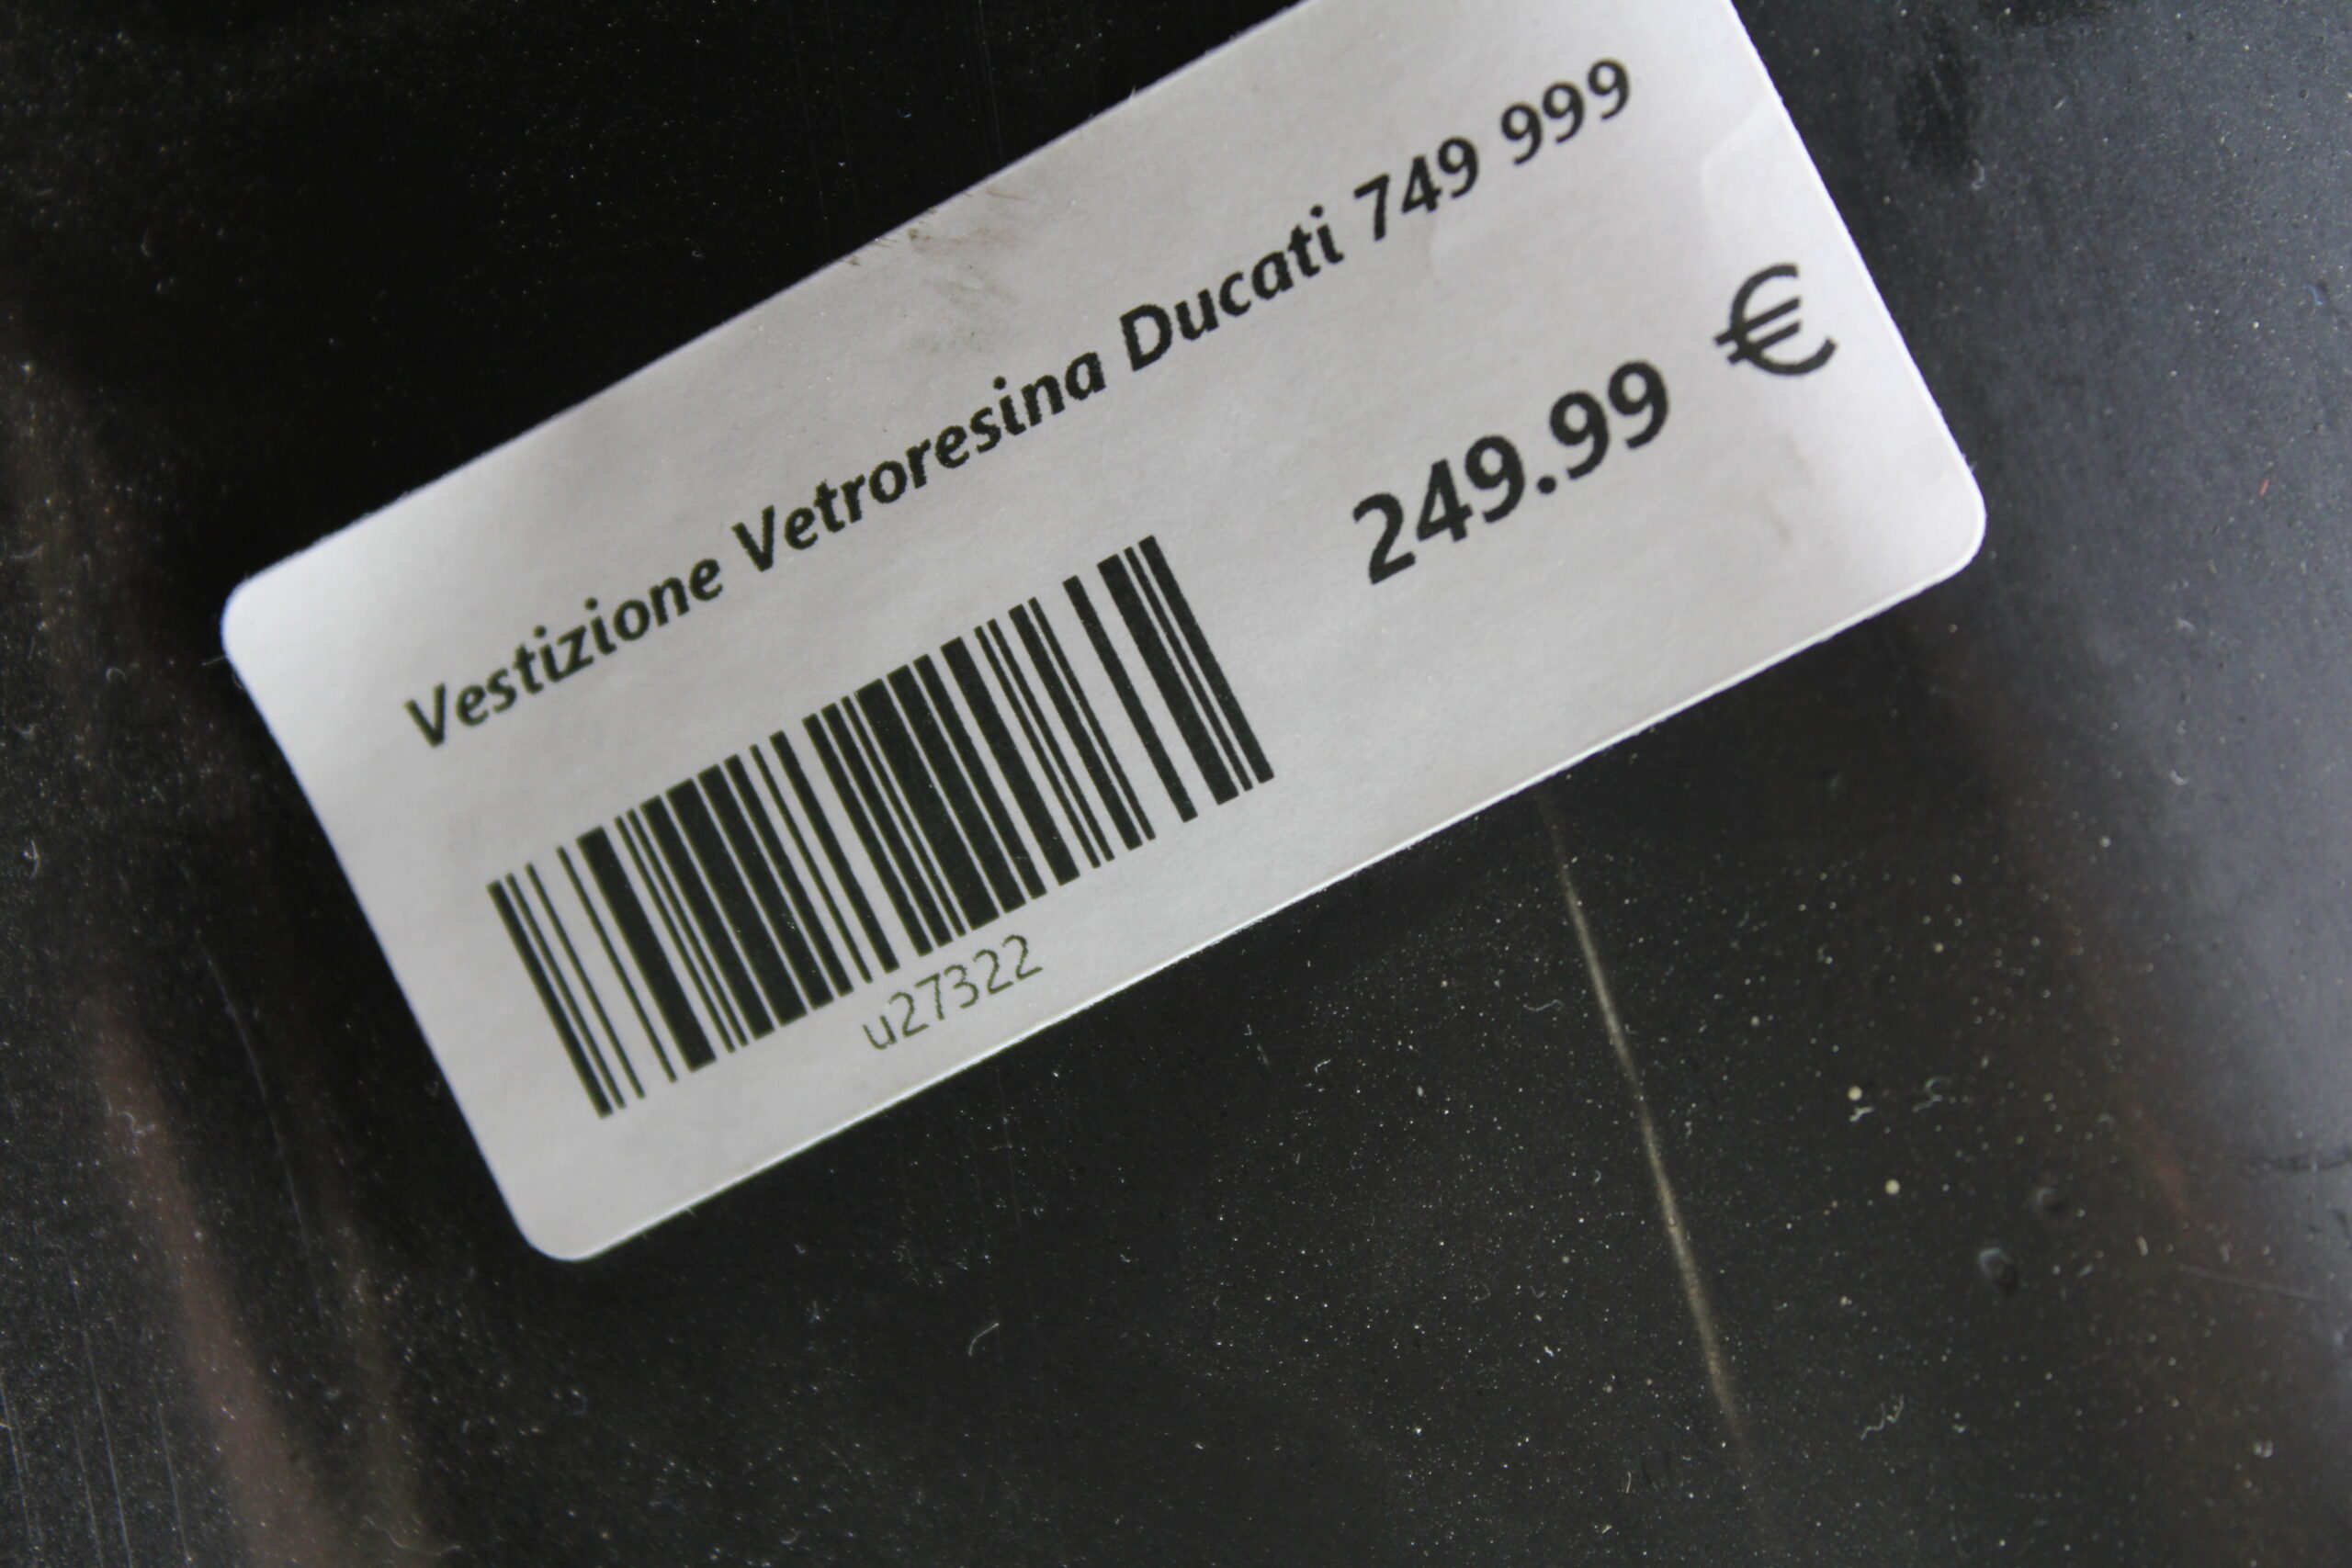 Vestizione Vetroresina Ducati 749 999
249.99 €
u27322